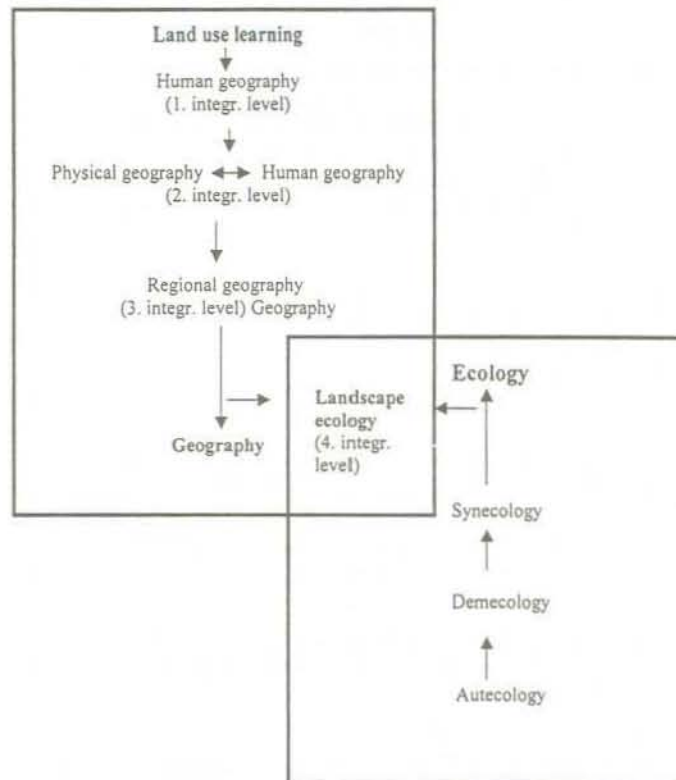 Land use learning
Human geography
(1. integr. level)
Physical geography Human geography
(2. integr. level)
Regional geography
(3. integr. level) Geography
Geography
Landscape
ecology
(4. integr.
level)
Ecology
Synecology
Demecology
Autecology